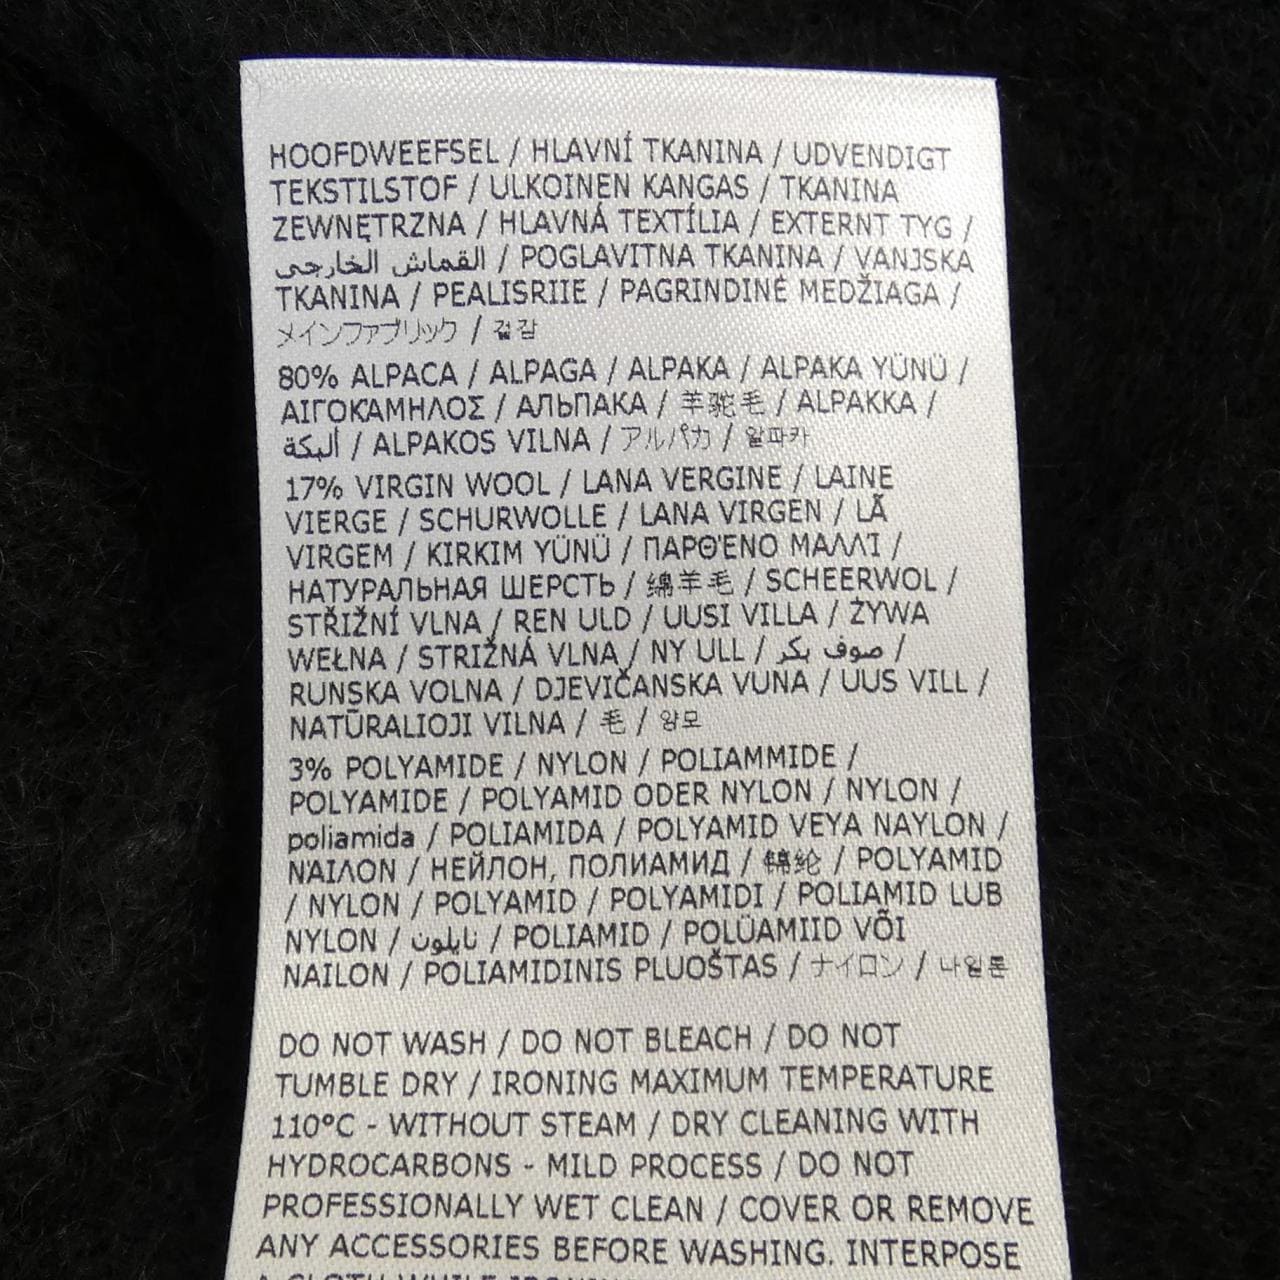 HOOFDWEEFSEL / HLAVNÍ TKANINA / UDVENDIGT
TEKSTILSTOF / ULKOINEN KANGAS / TKANINA
ZEWNĘTRZNA / HLAVNÁ TEXTÍLIA / EXTERNT TYG /
القماش الخارجي / POGLAVITNA TKANINA / VANJSKA
TKANINA / PEALISRIIE / PAGRINDINĖ MEDŽIAGA /
メインファブリック / 겉감
80% ALPACA / ALPAGA / ALPAKA / ALPAKA YÜNÜ /
ΑΙΓΟΚΆΜΗΛΟΣ / АЛЬПАКА / 羊驼毛 / ALPAKKA /
ألبكة / ALPAKOS VILNA / アルパカ / 알파카
17% VIRGIN WOOL / LANA VERGINE / LAINE
VIERGE / SCHURWOLLE / LANA VIRGEN / LÃ
VIRGEM / KIRKIM YÜNÜ / ΠΑΡΘΈΝΟ ΜΑΛΛΊ /
НАТУРАЛЬНАЯ ШЕРСТЬ / 绵羊毛 / SCHEERWOL /
STŘIŽNÍ VLNA / REN ULD / UUSI VILLA / ŻYWA
WEŁNA / STRIŽNÁ VLNA / NY ULL / صوف بكر /
RUNSKA VOLNA / DJEVIČANSKA VUNA / UUS VILL /
NATŪRALIOJI VILNA / 毛 / 양모
3% POLYAMIDE / NYLON / POLIAMMIDE /
POLYAMIDE / POLYAMID ODER NYLON / NYLON /
poliamida / POLIAMIDA / POLYAMID VEYA NAYLON /
ΝΆΙΛΟΝ / НЕЙЛОН, ПОЛИАМИД / 锦纶 / POLYAMID
/ NYLON / POLYAMID / POLYAMIDI / POLIAMID LUB
NYLON / نايلون / POLIAMID / POLÜAMIID VÕI
NAILON / POLIAMIDINIS PLUOŠTAS / ナイロン / 나일론
DO NOT WASH / DO NOT BLEACH / DO NOT
TUMBLE DRY / IRONING MAXIMUM TEMPERATURE
110°C - WITHOUT STEAM / DRY CLEANING WITH
HYDROCARBONS - MILD PROCESS / DO NOT
PROFESSIONALLY WET CLEAN / COVER OR REMOVE
ANY ACCESSORIES BEFORE WASHING. INTERPOSE